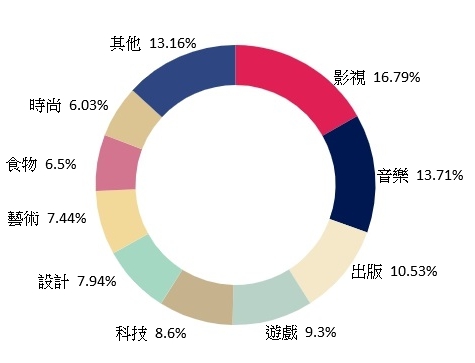 其他 13.16%
影視 16.79%
時尚 6.03%
食物 6.5%
音樂 13.71%
藝術 7.44%
出版 10.53%
設計 7.94%
科技 8.6%
遊戲 9.3%